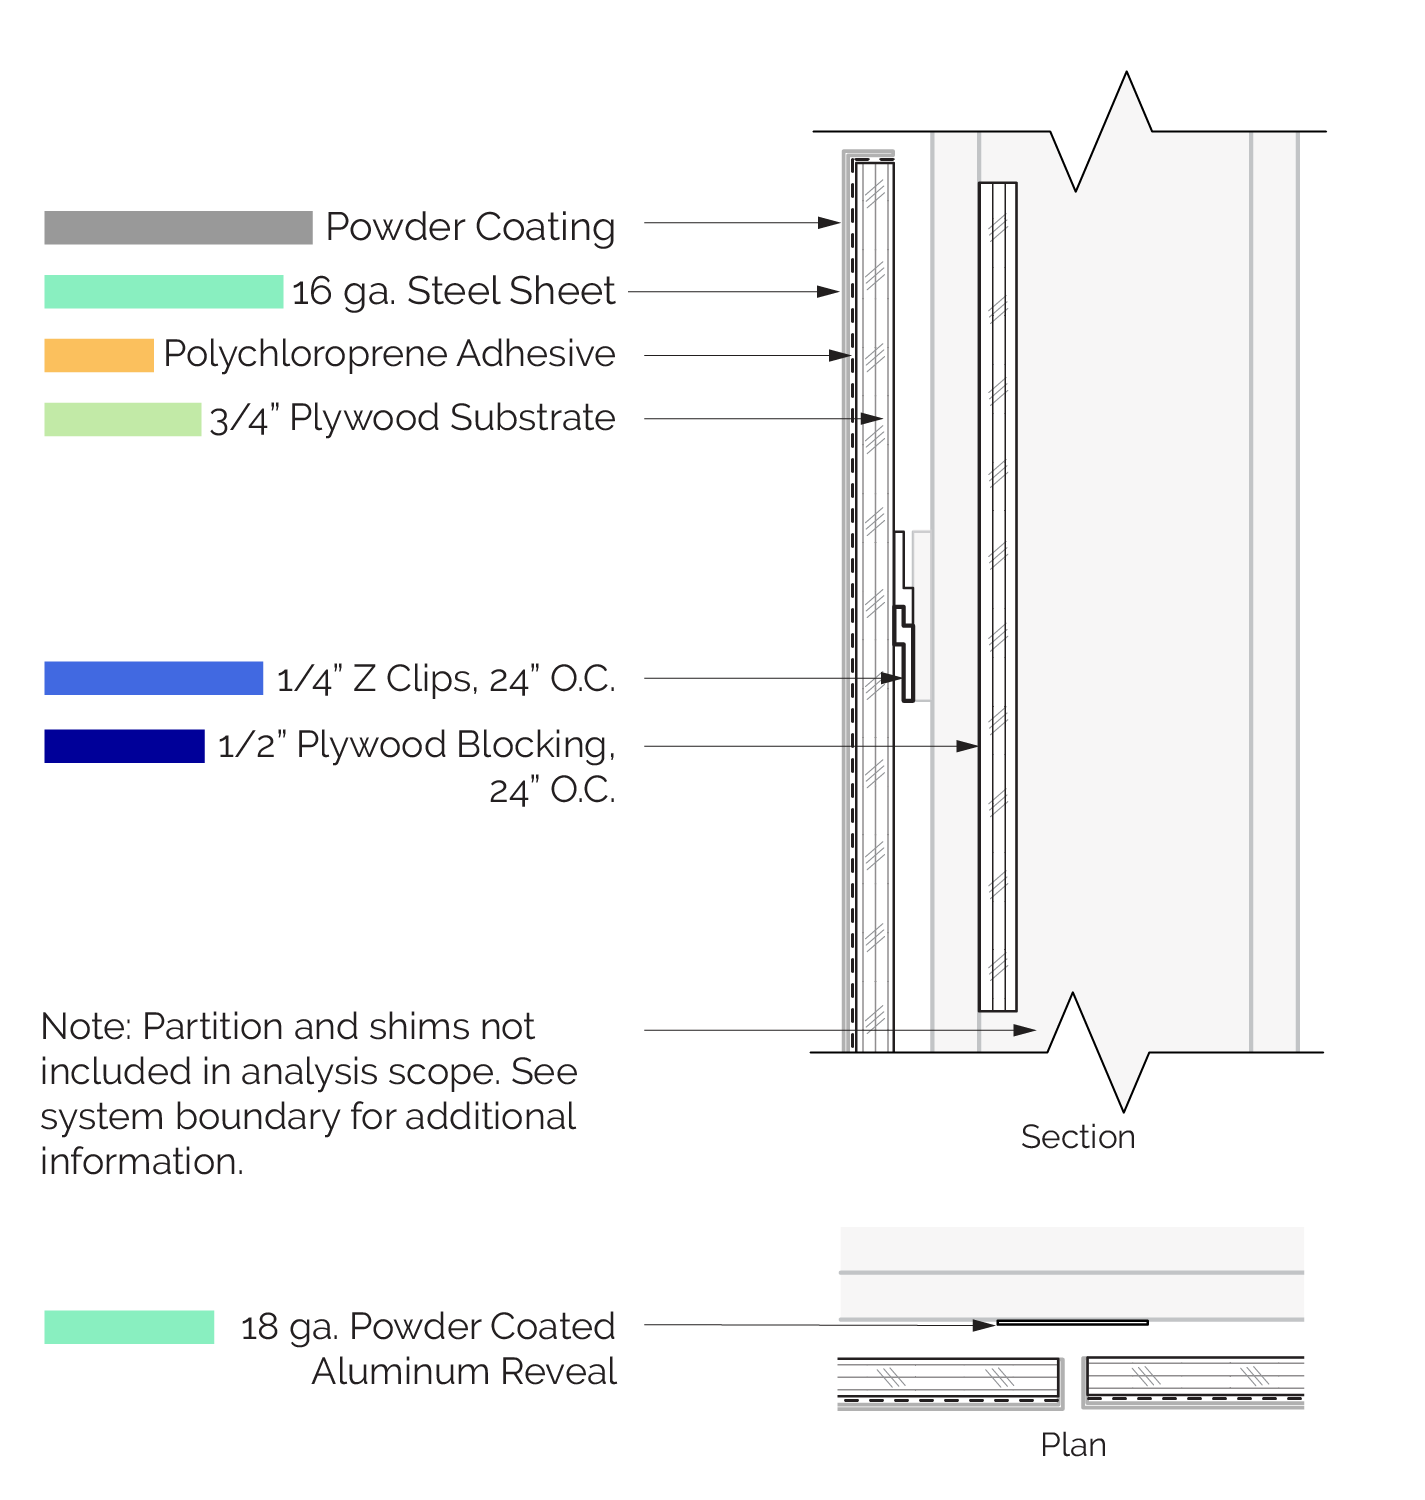 Powder Coating
16 ga. Steel Sheet
Polychloroprene Adhesive
3/4” Plywood Substrate
1/4” Z Clips, 24” O.C.
1/2” Plywood Blocking,
24” O.C.
Note: Partition and shims not
included in analysis scope. See
system boundary for additional
information.
Section
18 ga. Powder Coated
Aluminum Reveal
Plan